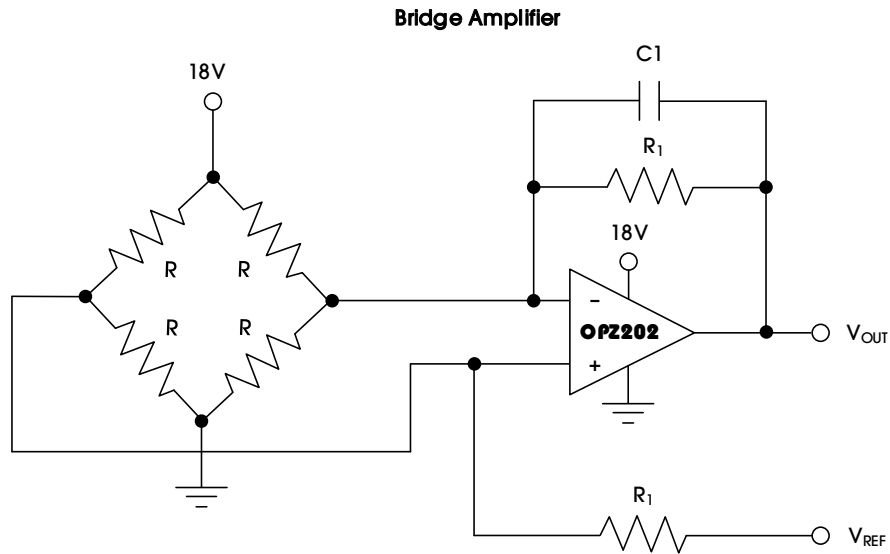 Bridge Amplifier
18V
C1
R1
18V
R R
R R
-
OPZ202
+
VOUT
R1
VREF